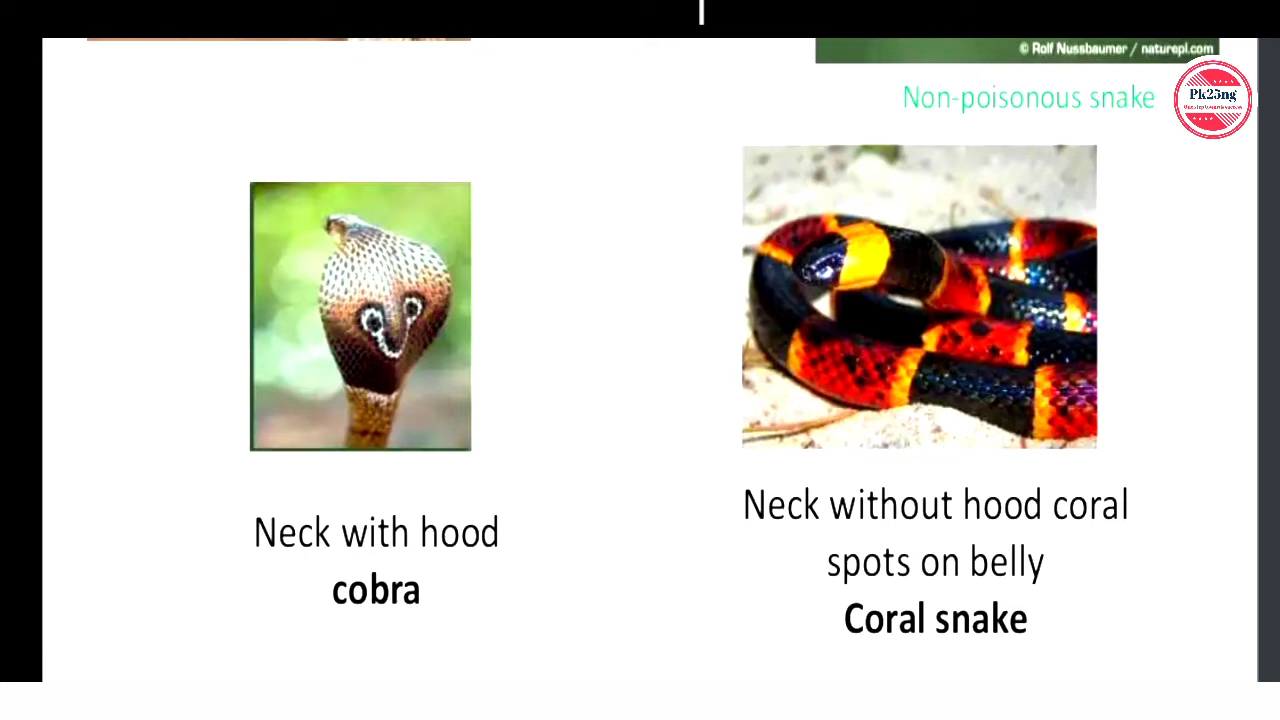 © Rolf Nussbaumer / naturepl.com
Non-poisonous snake
Pk25ng
Neck with hood
cobra
Neck without hood coral
spots on belly
Coral snake